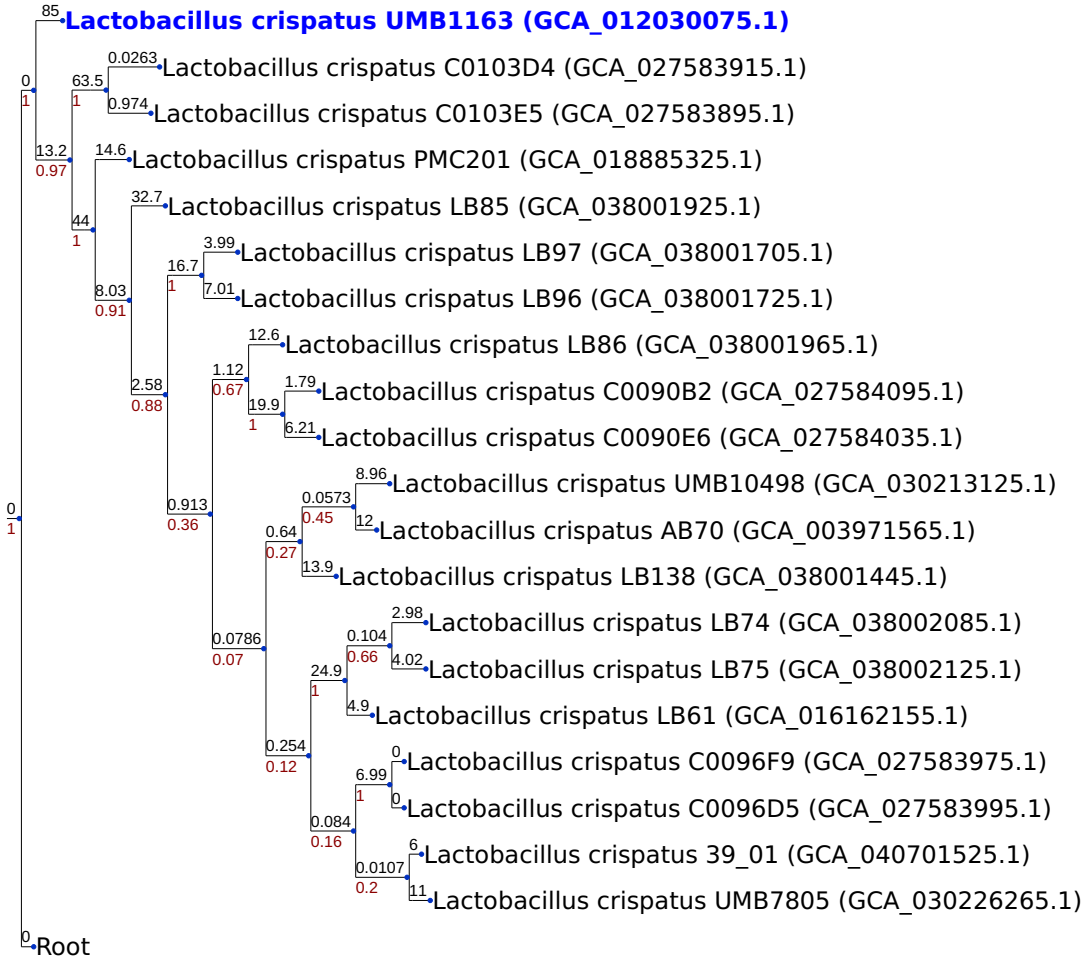 85
Lactobacillus crispatus UMB1163 (GCA_012030075.1)
0.0263
Lactobacillus crispatus C0103D4 (GCA_027583915.1)
0
63.5
1
1
0.974
Lactobacillus crispatus C0103E5 (GCA_027583895.1)
13.2
0.97
14.6
Lactobacillus crispatus PMC201 (GCA_018885325.1)
32.7
Lactobacillus crispatus LB85 (GCA_038001925.1)
44
1
3.99
Lactobacillus crispatus LB97 (GCA_038001705.1)
16.7
1
8.03
0.91
7.01
Lactobacillus crispatus LB96 (GCA_038001725.1)
12.6
Lactobacillus crispatus LB86 (GCA_038001965.1)
1.12
0.67
2.58
0.88
1.79
Lactobacillus crispatus C0090B2 (GCA_027584095.1)
19.9
1
6.21
Lactobacillus crispatus C0090E6 (GCA_027584035.1)
8.96
Lactobacillus crispatus UMB10498 (GCA_030213125.1)
0.913
0.36
0.0573
0.45
0
1
12
Lactobacillus crispatus AB70 (GCA_003971565.1)
0.64
0.27
13.9
Lactobacillus crispatus LB138 (GCA_038001445.1)
2.98
Lactobacillus crispatus LB74 (GCA_038002085.1)
0.0786
0.07
0.104
0.66
4.02
Lactobacillus crispatus LB75 (GCA_038002125.1)
24.9
1
4.9
Lactobacillus crispatus LB61 (GCA_016162155.1)
0.254
0.12
0
Lactobacillus crispatus C0096F9 (GCA_027583975.1)
6.99
1
0
Lactobacillus crispatus C0096D5 (GCA_027583995.1)
0.084
0.16
6
Lactobacillus crispatus 39_01 (GCA_040701525.1)
0.0107
0.2
11
Lactobacillus crispatus UMB7805 (GCA_030226265.1)
0
Root